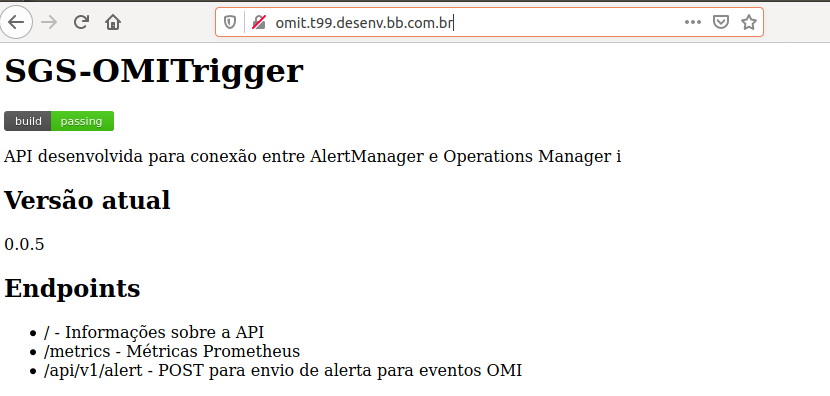 omit.t99.desenv.bb.com.br
SGS-OMITrigger
build passing
API desenvolvida para conexão entre AlertManager e Operations Manager i
Versão atual
0.0.5
Endpoints
/ - Informações sobre a API
/metrics - Métricas Prometheus
/api/v1/alert - POST para envio de alerta para eventos OMI